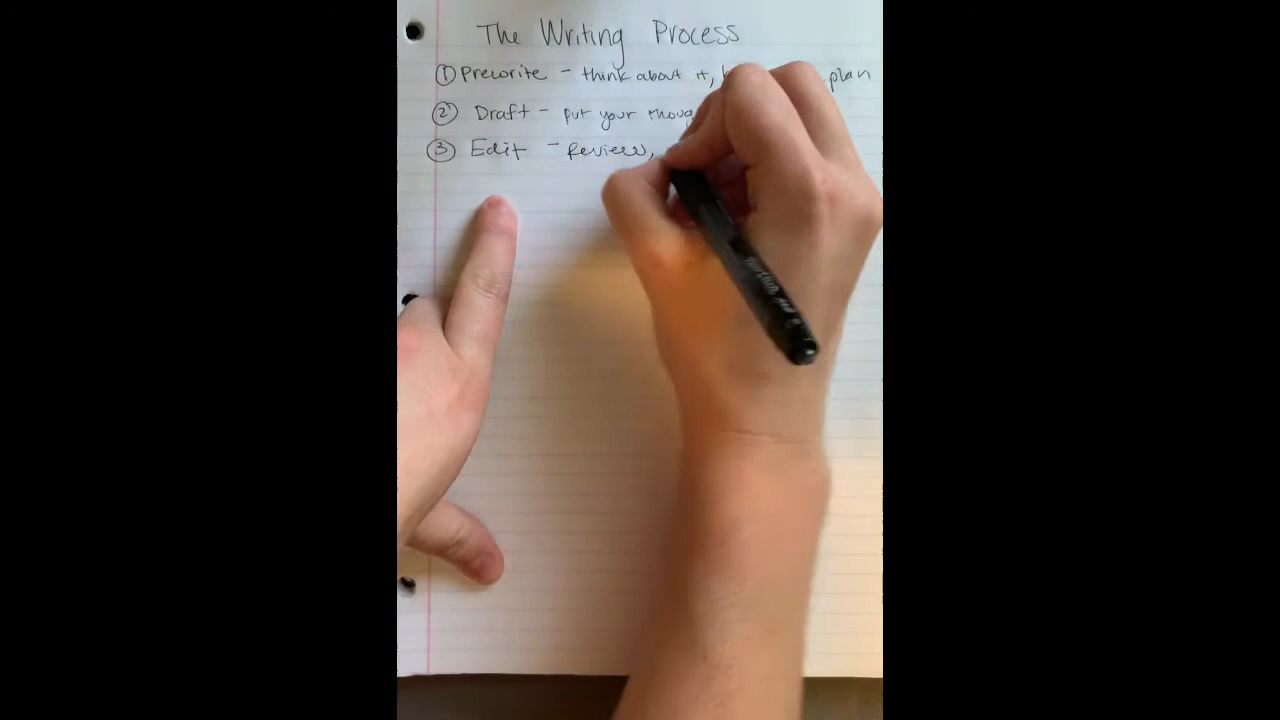 The Writing Process
① Prewrite - think about it, plan
② Draft - put your
③ Edit - Review,